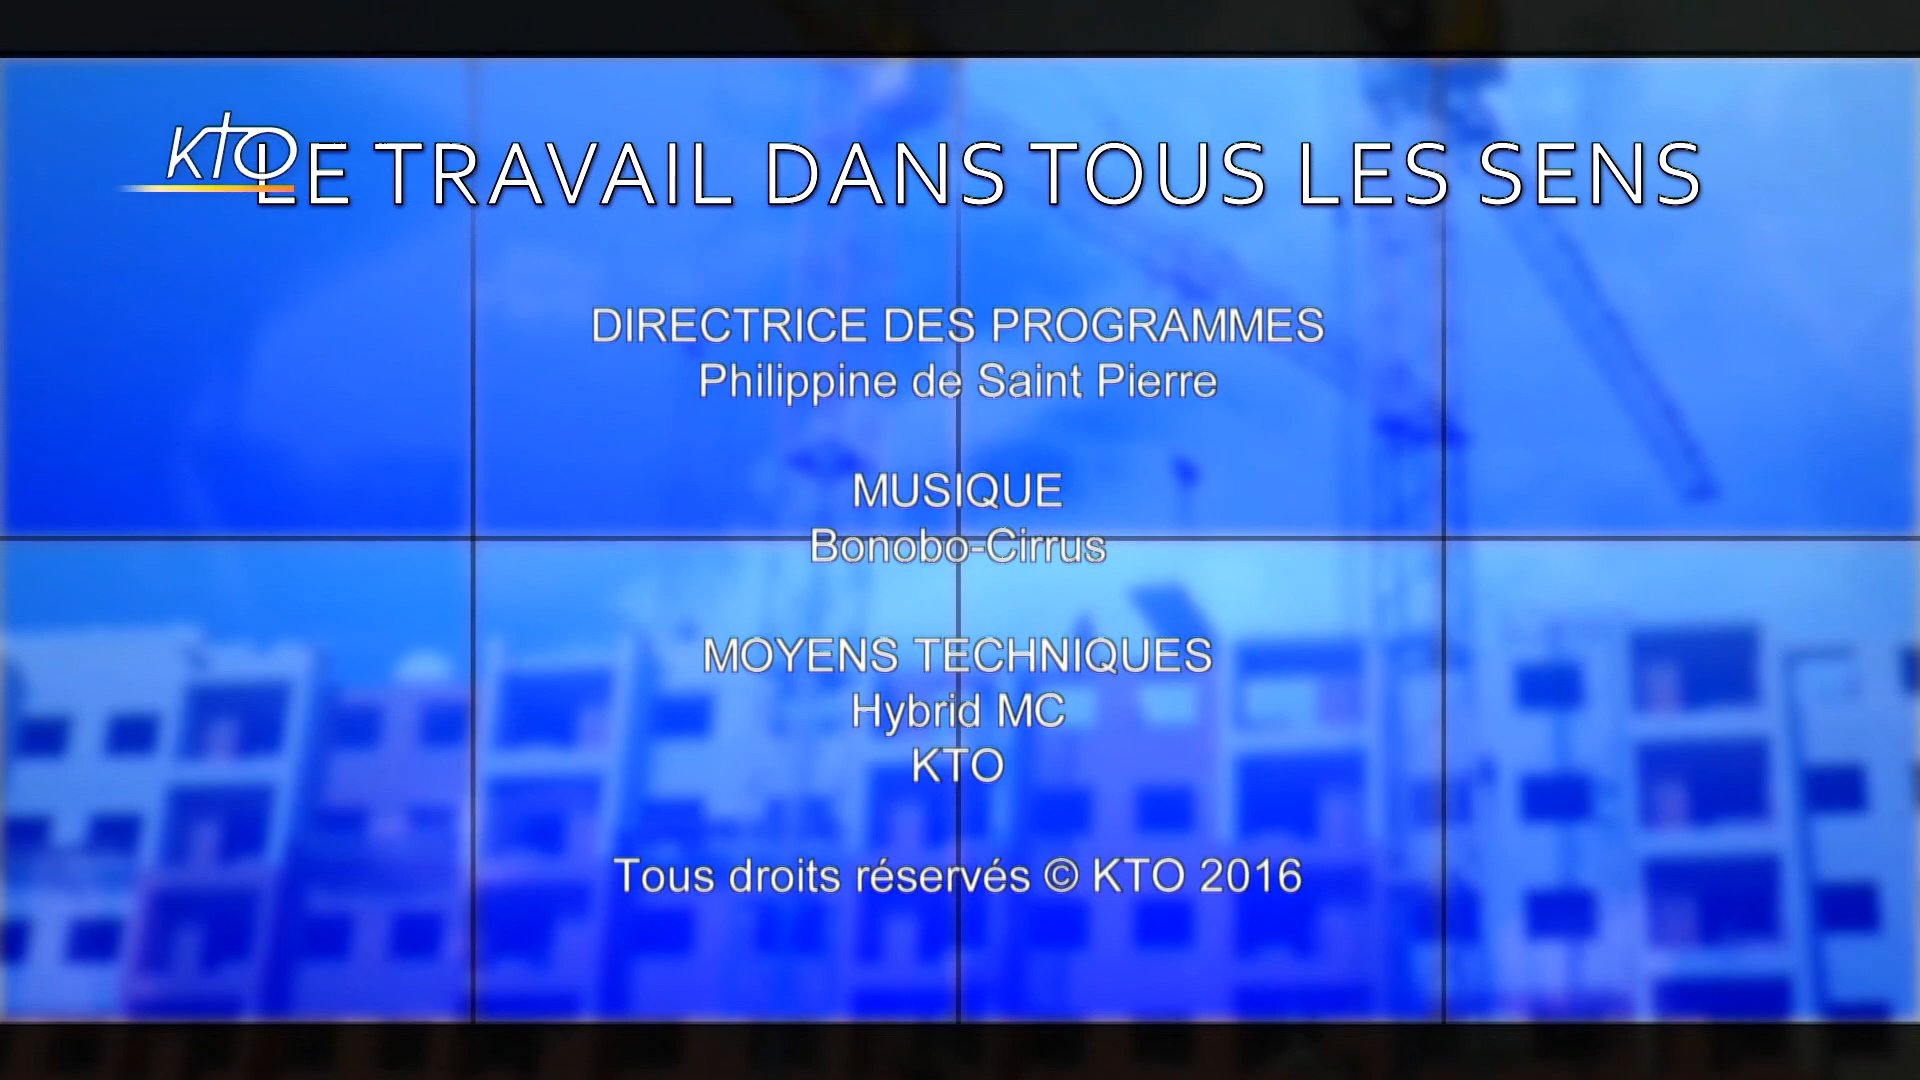 KTO
LE TRAVAIL DANS TOUS LES SENS
DIRECTRICE DES PROGRAMMES
Philippine de Saint Pierre
MUSIQUE
Bonobo-Cirrus
MOYENS TECHNIQUES
Hybrid MC
KTO
Tous droits réservés © KTO 2016